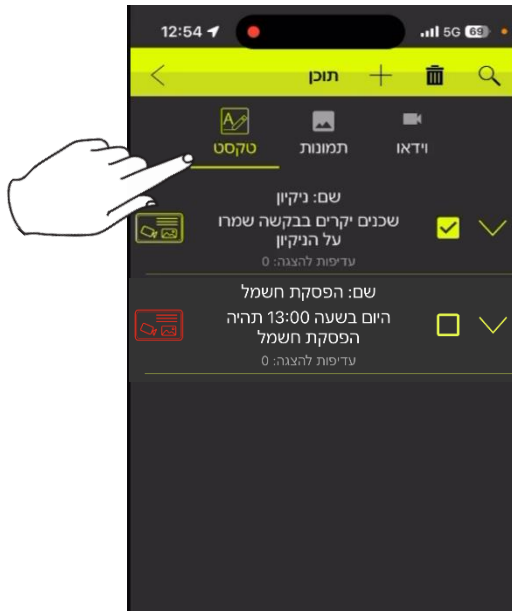 12:54
5G 69
תוכן
טקסט
תמונות
וידאו
שם: ניקיון
שכנים יקרים בבקשה שמרו
על הניקיון
עדיפות להצגה: 0
שם: הפסקת חשמל
היום בשעה 13:00 תהיה
הפסקת חשמל
עדיפות להצגה: 0